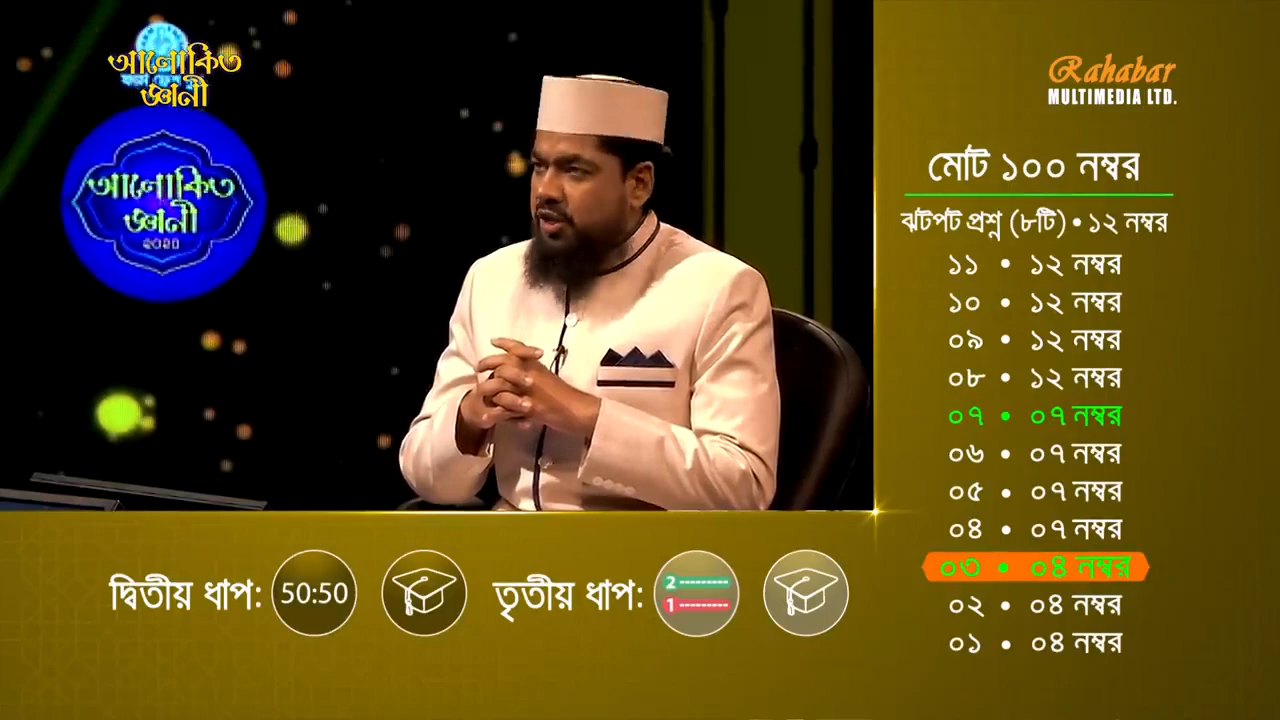 আলোকিত
জ্ঞানী
আলোকিত
জ্ঞানী
2020
Rahabar
MULTIMEDIA LTD.
মোট ১০০ নম্বর
ঝটপট প্রশ্ন (৮টি) • ১২ নম্বর
১১ • ১২ নম্বর
১০ • ১২ নম্বর
০৯ • ১২ নম্বর
০৮ • ১২ নম্বর
০৭ • ০৭ নম্বর
০৬ • ০৭ নম্বর
০৫ • ০৭ নম্বর
০৪ • ০৭ নম্বর
০৩ • ০৪ নম্বর
০২ • ০৪ নম্বর
০১ • ০৪ নম্বর
দ্বিতীয় ধাপ: 50:50 তৃতীয় ধাপ: 2
1